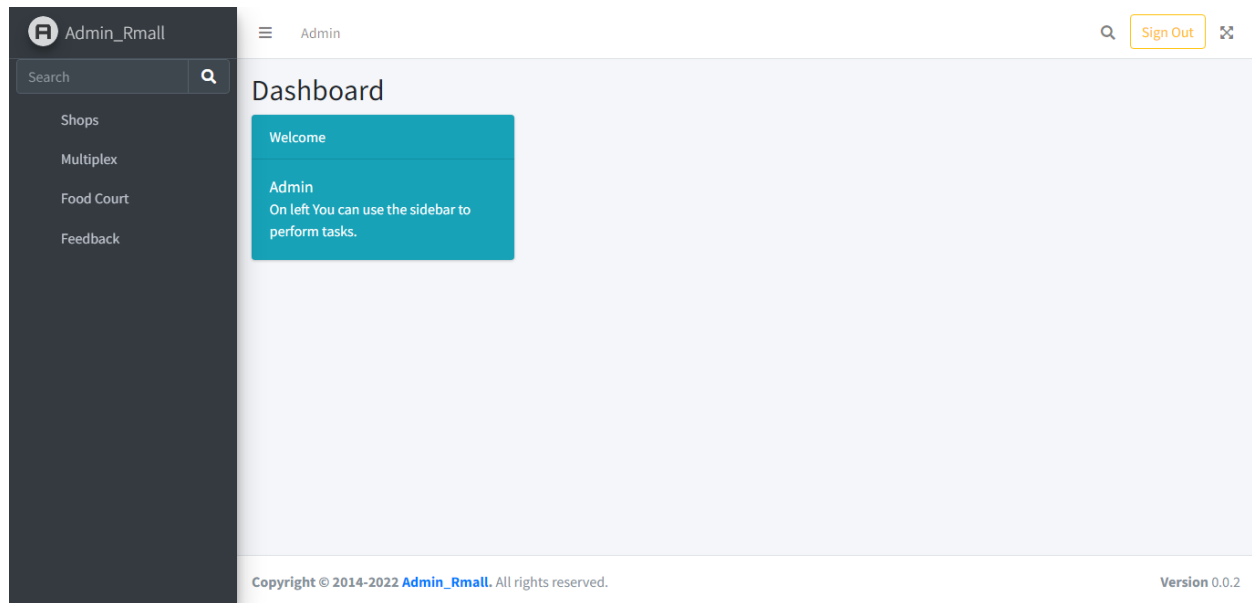 Admin_Rmall
Search
Shops
Multiplex
Food Court
Feedback
Admin
Sign Out
Dashboard
Welcome
Admin
On left You can use the sidebar to
perform tasks.
Copyright © 2014-2022 Admin_Rmall. All rights reserved.
Version 0.0.2